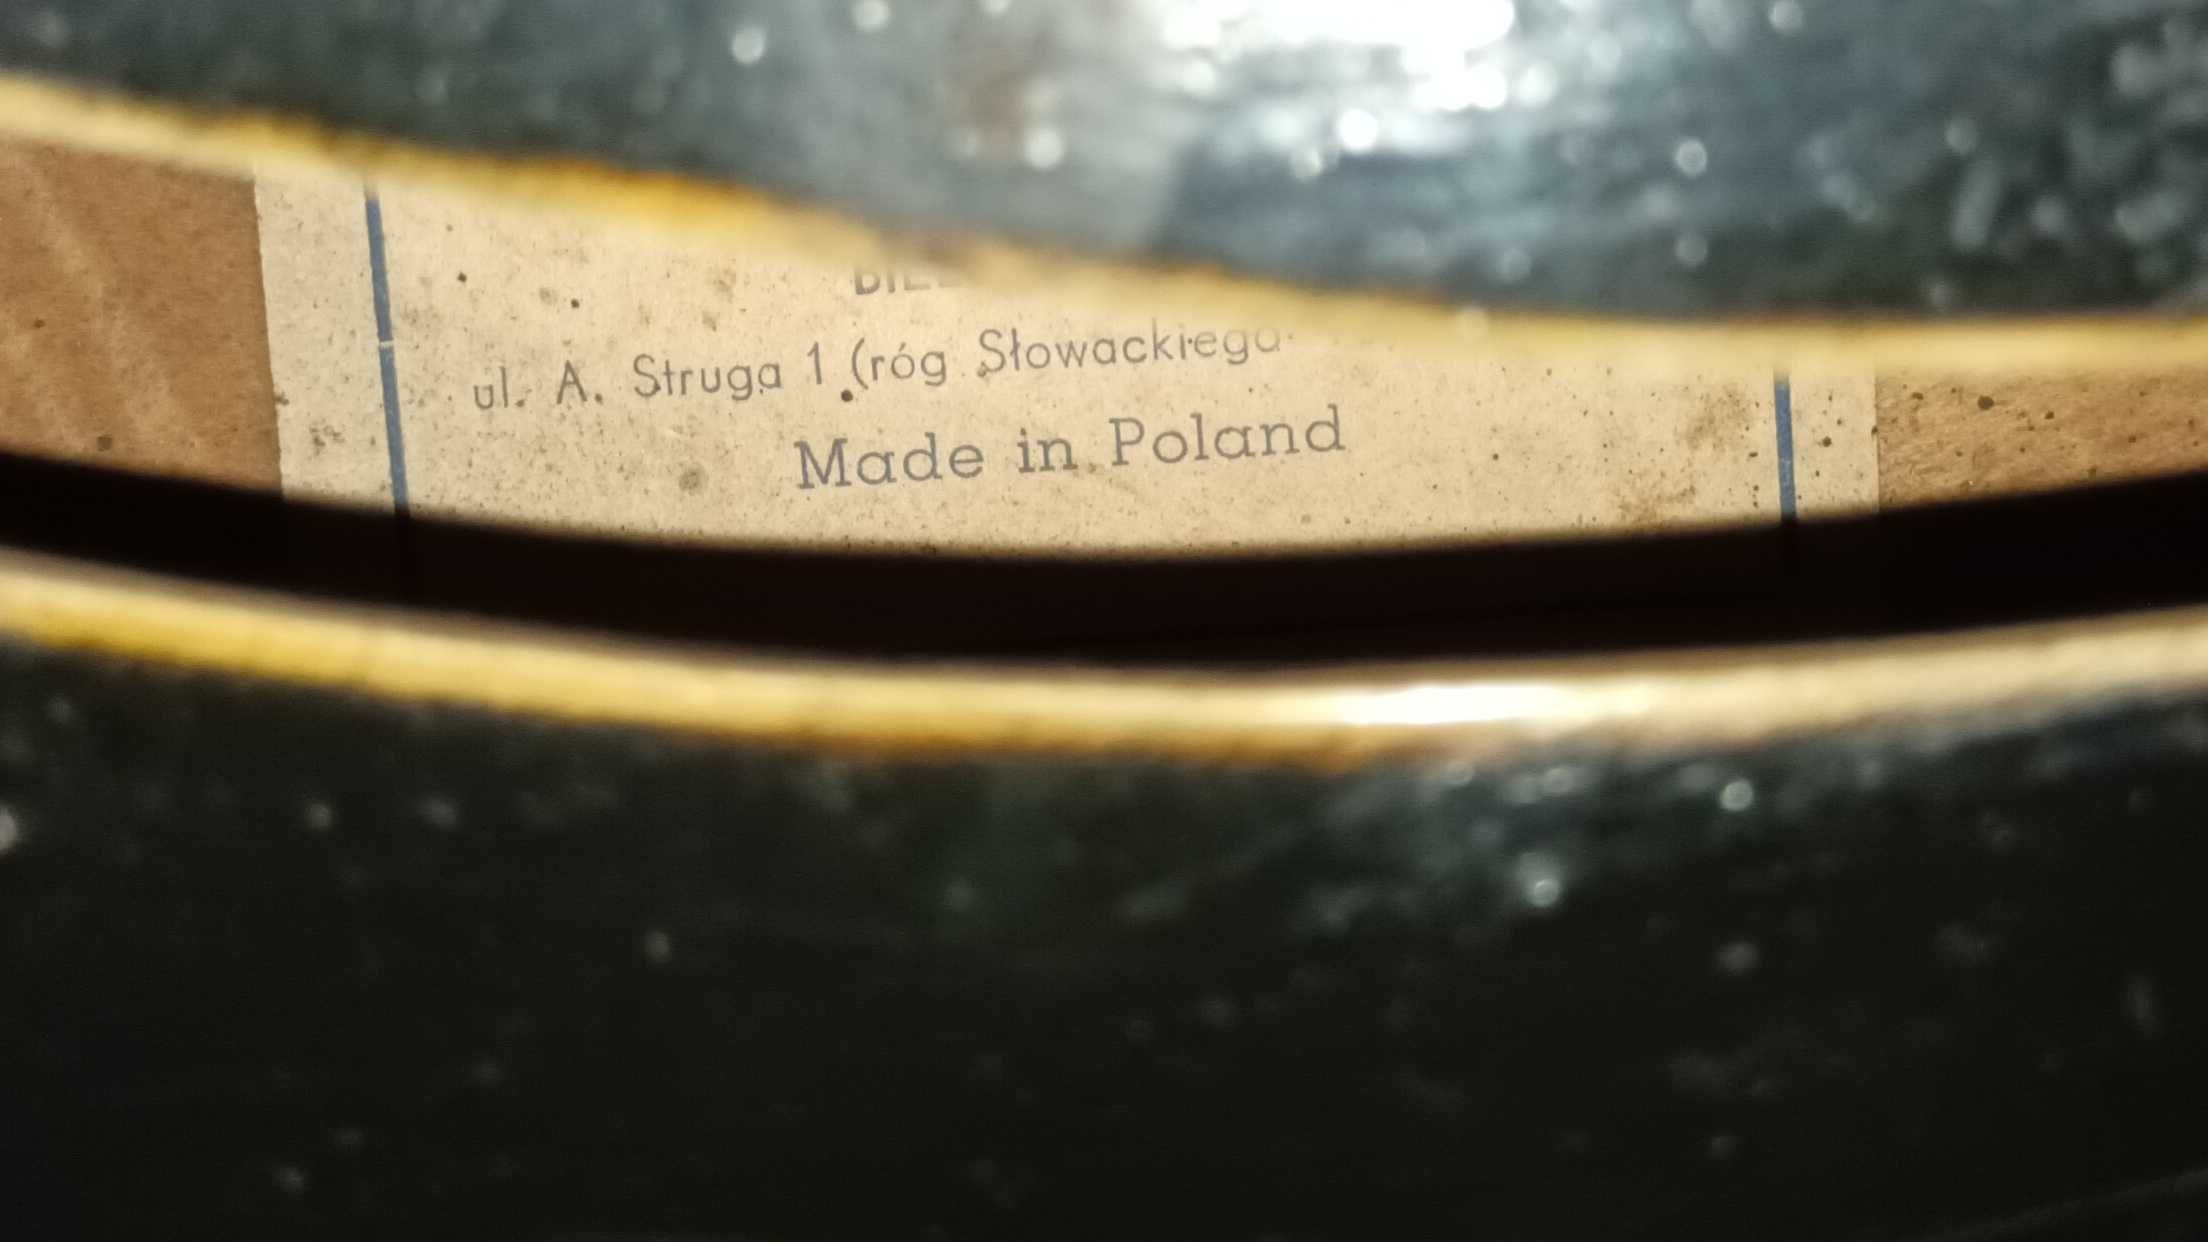 ul. A. Struga 1 (róg Słowackiego
Made in Poland